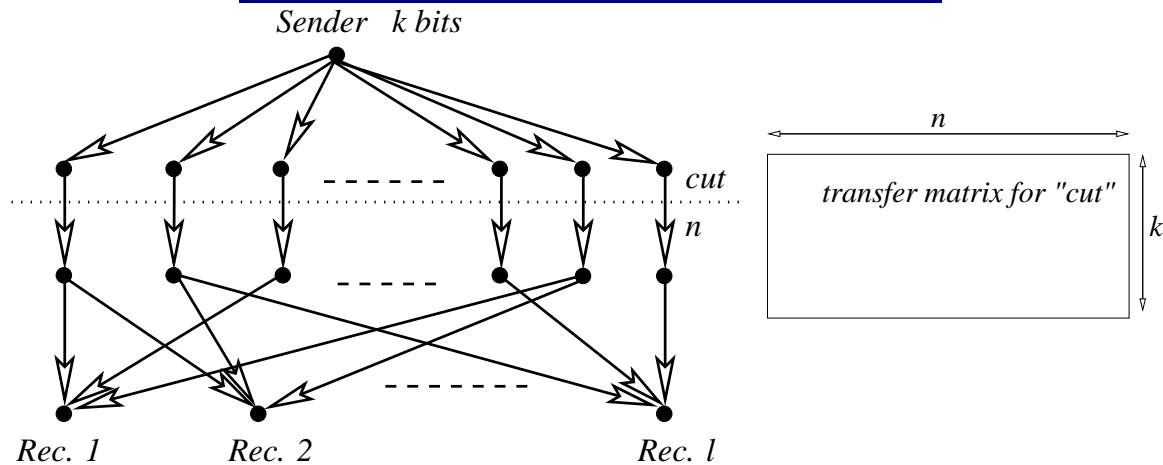 Sender k bits
n
cut
transfer matrix for "cut"
n
k
Rec. 1 Rec. 2 Rec. l